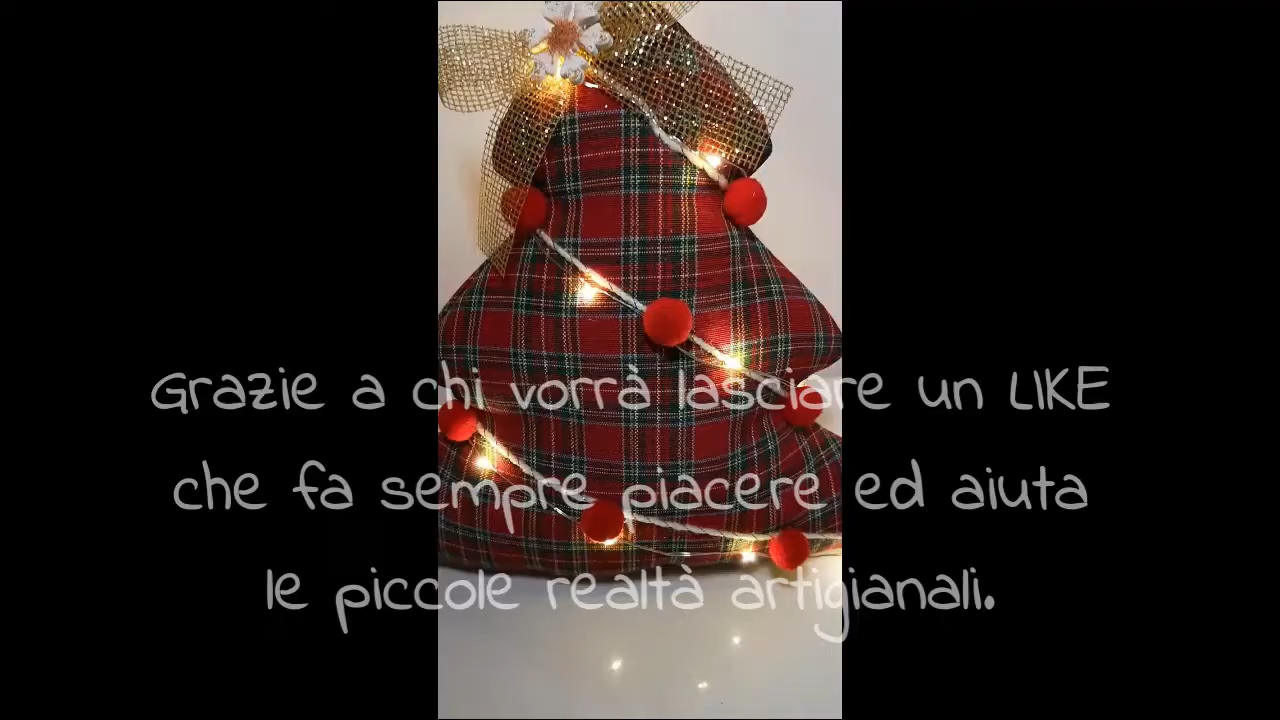 Grazie a chi vorrà lasciare un LIKE
che fa sempre piacere ed aiuta
le piccole realtà artigianali.